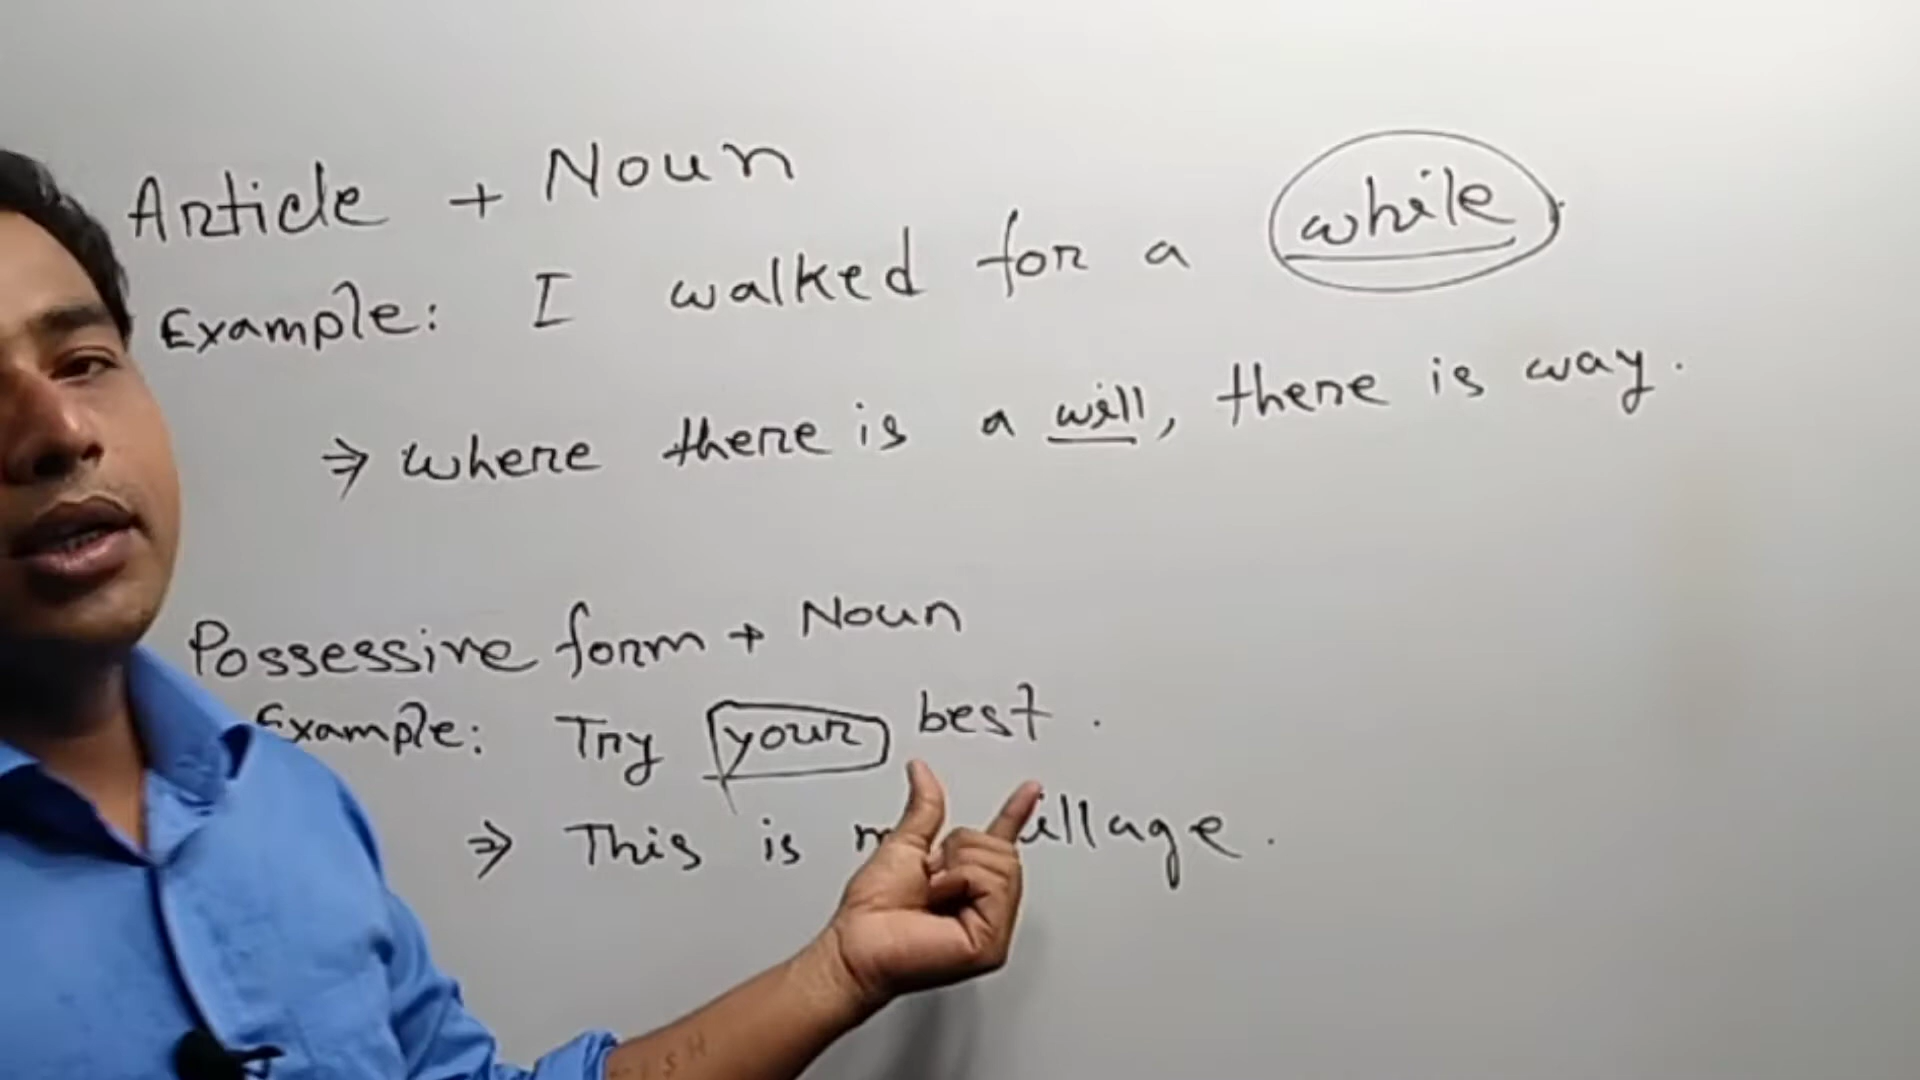 Article + Noun
Example: I walked for a while
⇒ where there is a will, there is way.
Possessive form + Noun
Example: Try your best.
⇒ This is village.